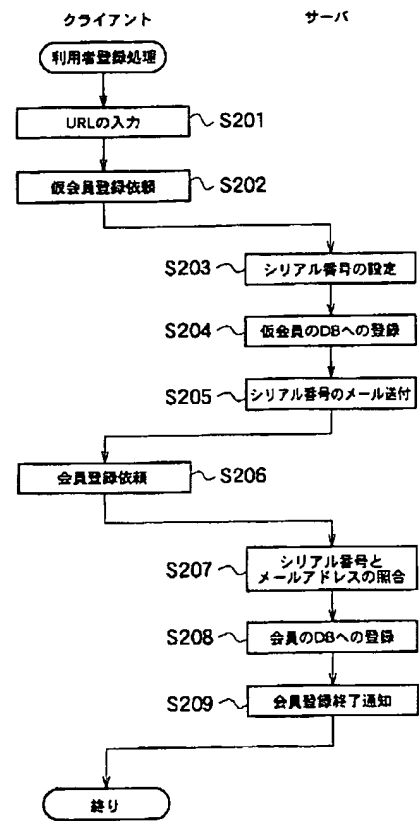 クライアント
サーバ
利用者登録処理
URLの入力
S201
仮会員登録依頼
S202
S203
シリアル番号の設定
S204
仮会員のDBへの登録
S205
シリアル番号のメール送付
会員登録依頼
S206
S207
シリアル番号と
メールアドレスの照合
S208
会員のDBへの登録
S209
会員登録終了通知
終り